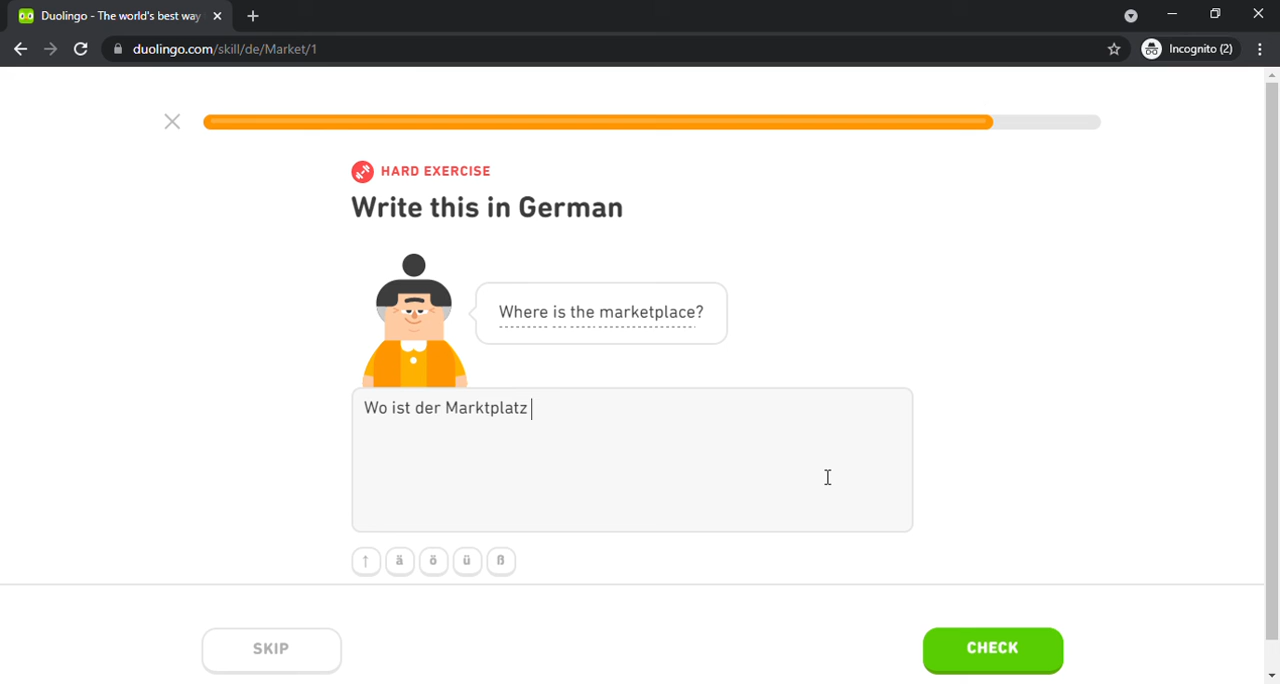 Duolingo - The world's best way
duolingo.com/skill/de/Market/1
Incognito (2)
HARD EXERCISE
Write this in German
Where is the marketplace?
Wo ist der Marktplatz
↑ ä ö ü ß
SKIP
CHECK